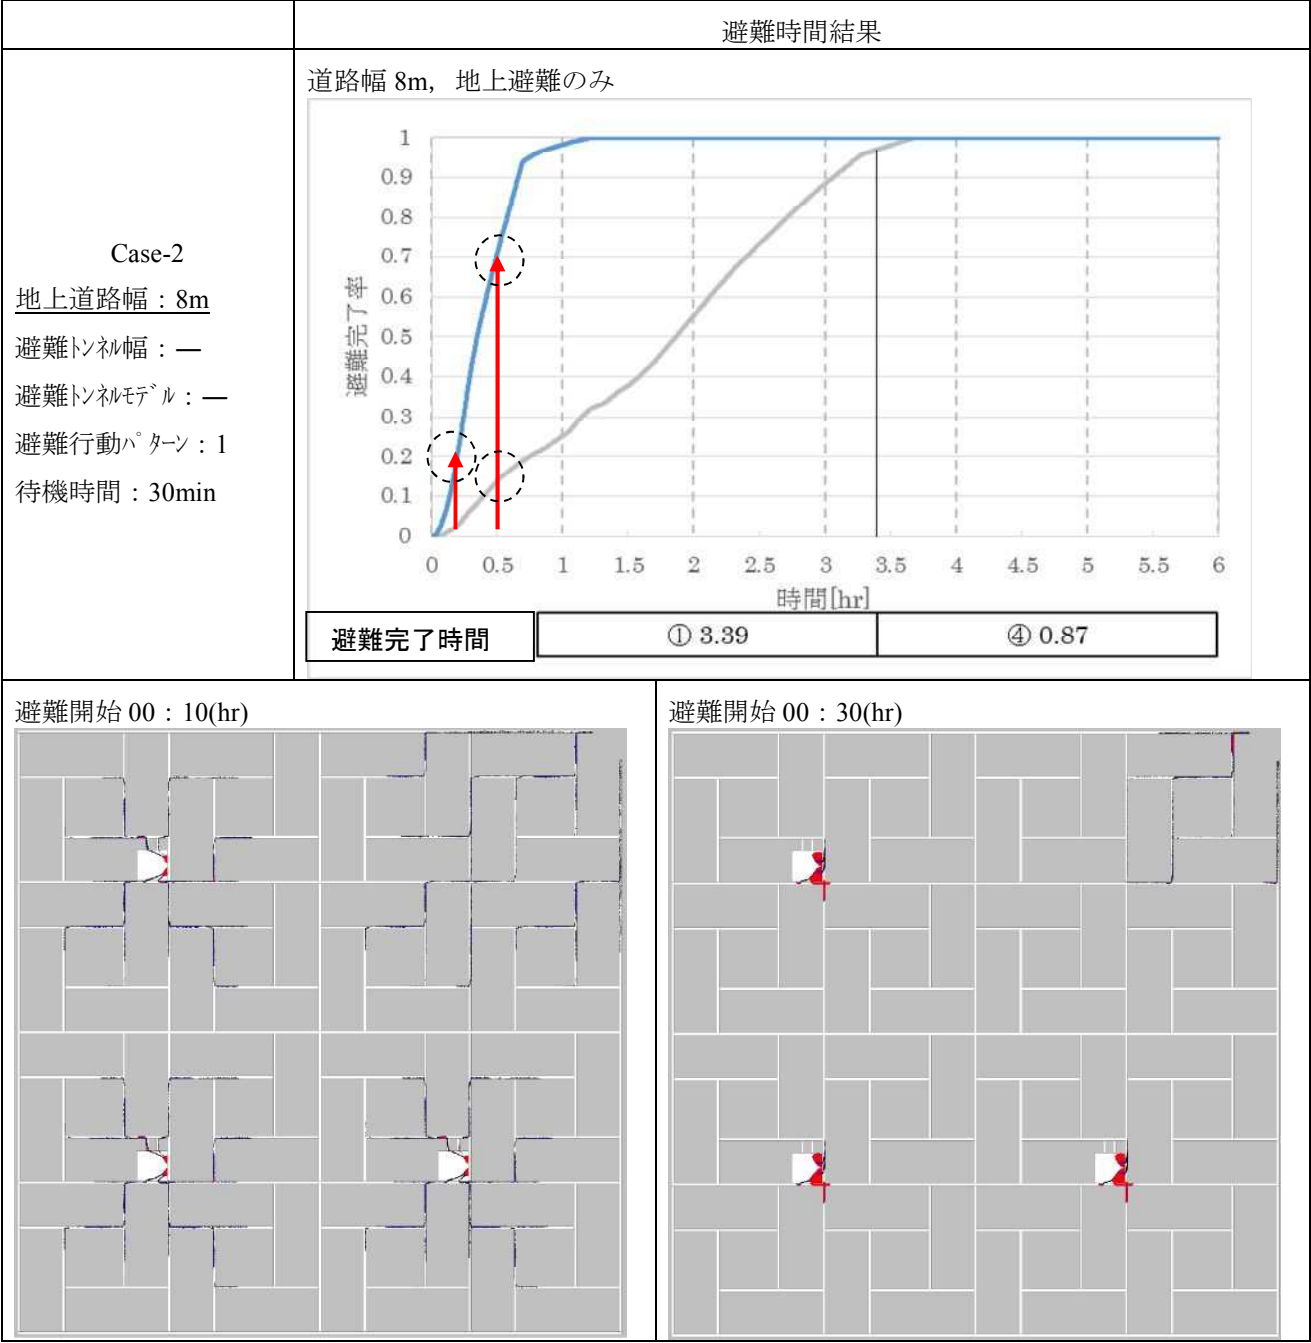 避難時間結果
Case-2
地上道路幅：8m
避難ﾄﾝﾈﾙ幅：―
避難ﾄﾝﾈﾙﾓﾃﾞﾙ：―
避難行動ﾊﾟﾀｰﾝ：1
待機時間：30min
道路幅 8m，地上避難のみ
1
0.9
0.8
0.7
0.6
0.5
0.4
0.3
0.2
0.1
0
避難完了率
0 0.5 1 1.5 2 2.5 3 3.5 4 4.5 5 5.5 6
時間[hr]
避難完了時間 ① 3.39 ④ 0.87
避難開始 00：10(hr)
避難開始 00：30(hr)